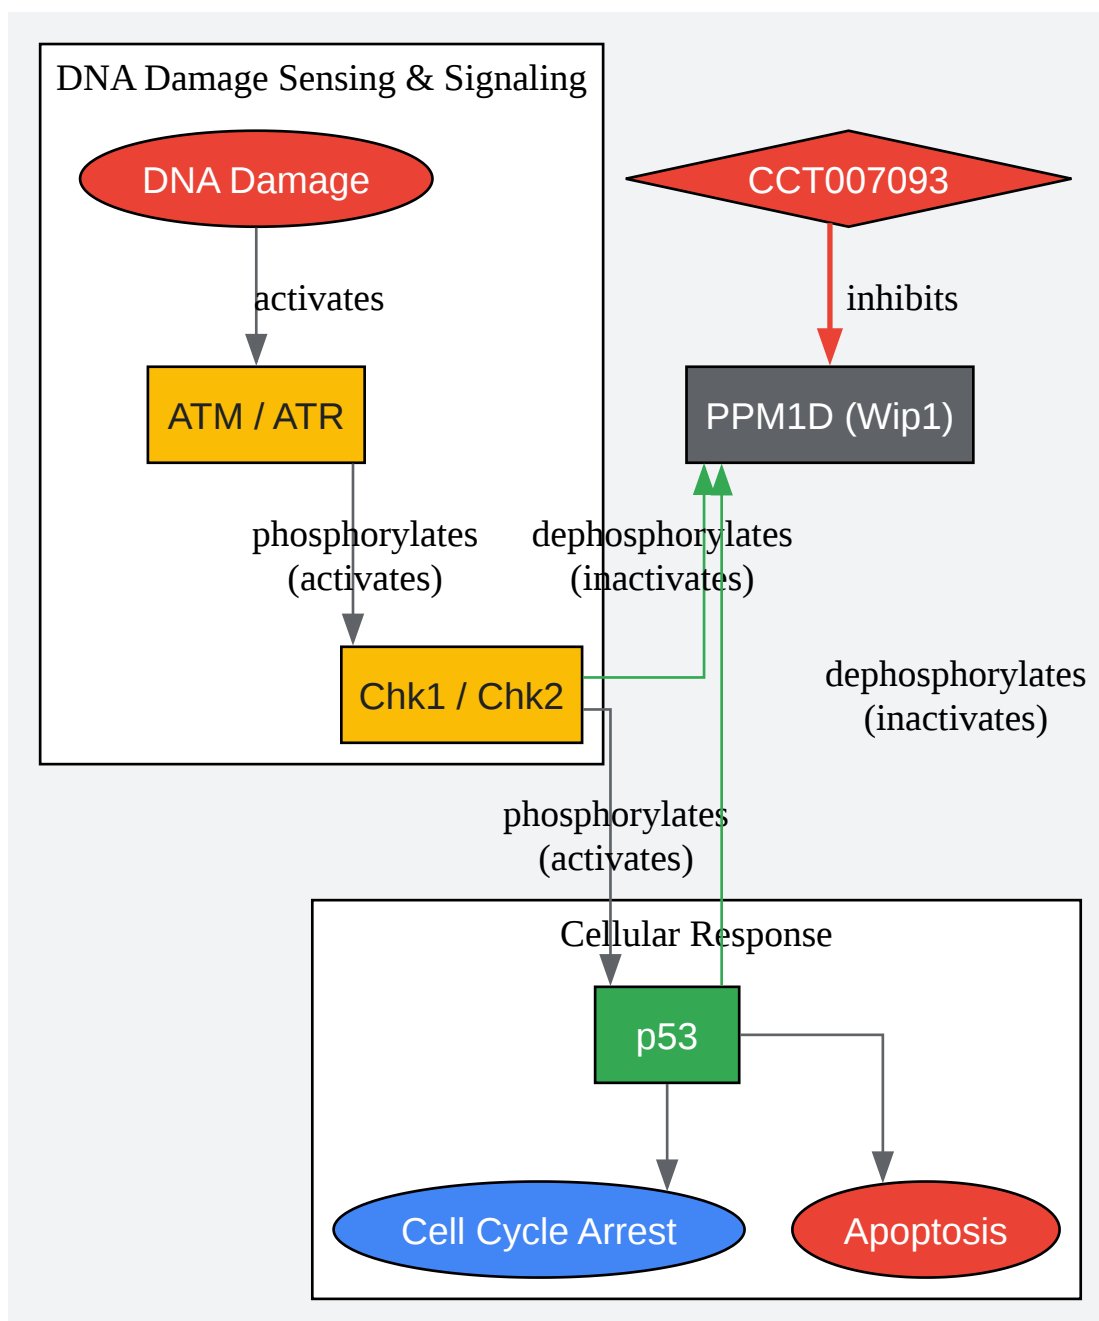 DNA Damage Sensing & Signaling
DNA Damage
CCT007093
activates
inhibits
ATM / ATR
PPM1D (Wip1)
phosphorylates
(activates)
dephosphorylates
(inactivates)
Chk1 / Chk2
dephosphorylates
(inactivates)
phosphorylates
(activates)
Cellular Response
p53
Cell Cycle Arrest
Apoptosis